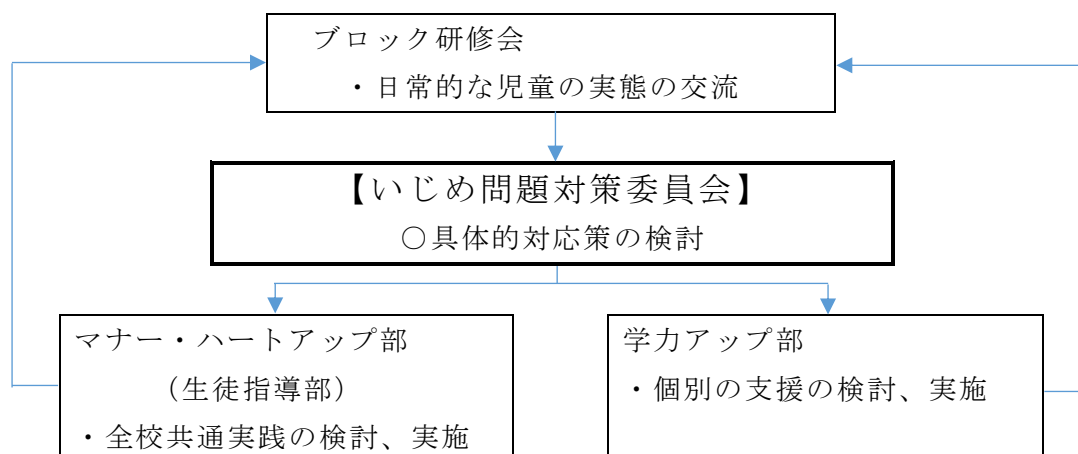 ブロック研修会
・日常的な児童の実態の交流
【いじめ問題対策委員会】
○具体的対応策の検討
マナー・ハートアップ部
（生徒指導部）
・全校共通実践の検討、実施
学力アップ部
・個別の支援の検討、実施